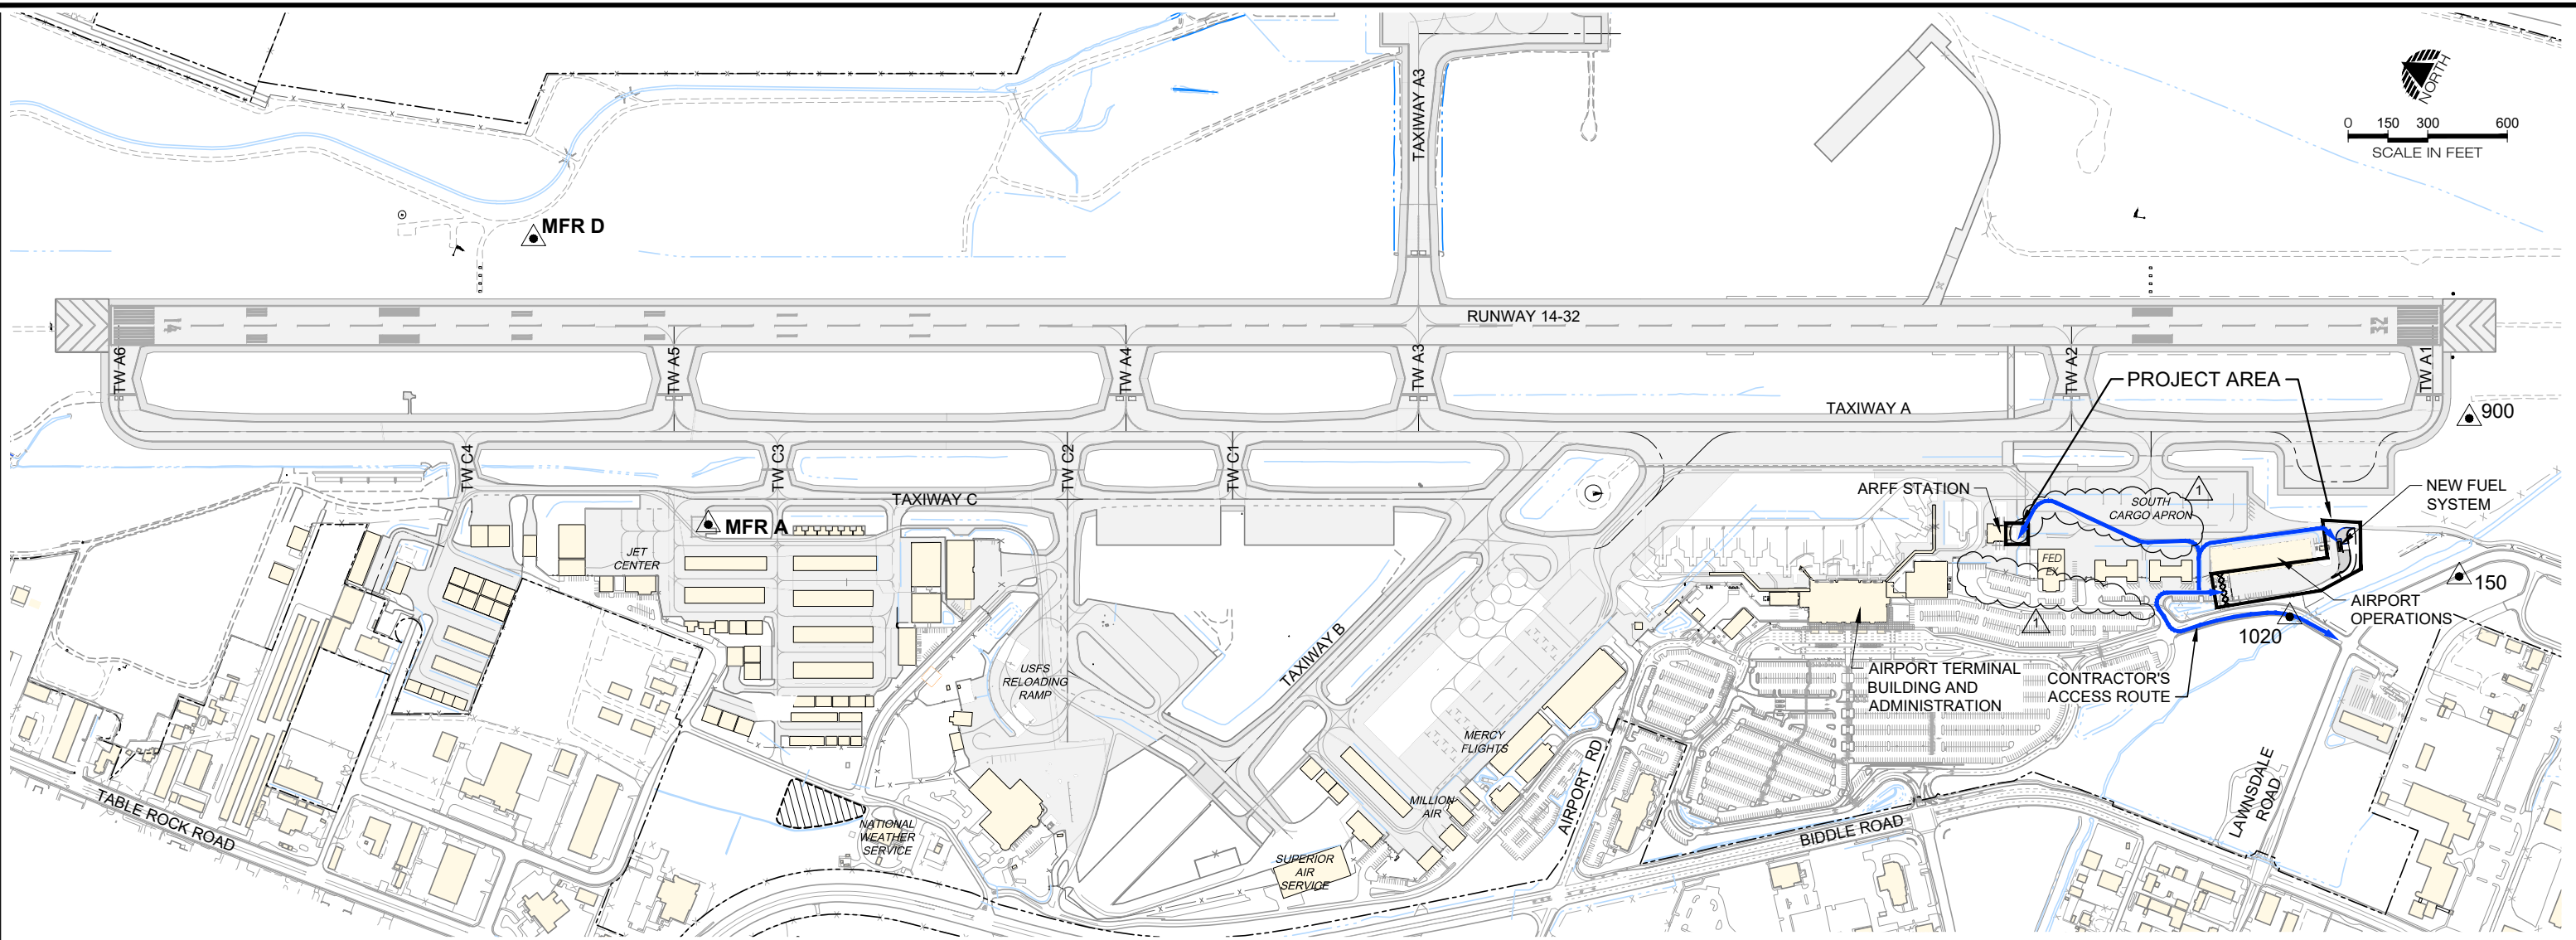 TAXIWAY A3
NORTH
0 150 300 600
SCALE IN FEET
MFR D
RUNWAY 14-32
14
32
TW A6
TW A5
TW A4
TW A3
TW A2
TW A1
PROJECT AREA
TAXIWAY A
900
TW C4
TW C3
TW C2
TW C1
TAXIWAY C
ARFF STATION
SOUTH
CARGO APRON
1
NEW FUEL
SYSTEM
MFR A
JET
CENTER
FED
EX
150
AIRPORT
OPERATIONS
1
1020
USFS
RELOADING
RAMP
TAXIWAY B
AIRPORT TERMINAL
BUILDING AND
ADMINISTRATION
CONTRACTOR'S
ACCESS ROUTE
MERCY
FLIGHTS
AIRPORT RD
LAWNSDALE
ROAD
TABLE ROCK ROAD
NATIONAL
WEATHER
SERVICE
MILLION
AIR
BIDDLE ROAD
SUPERIOR
AIR
SERVICE